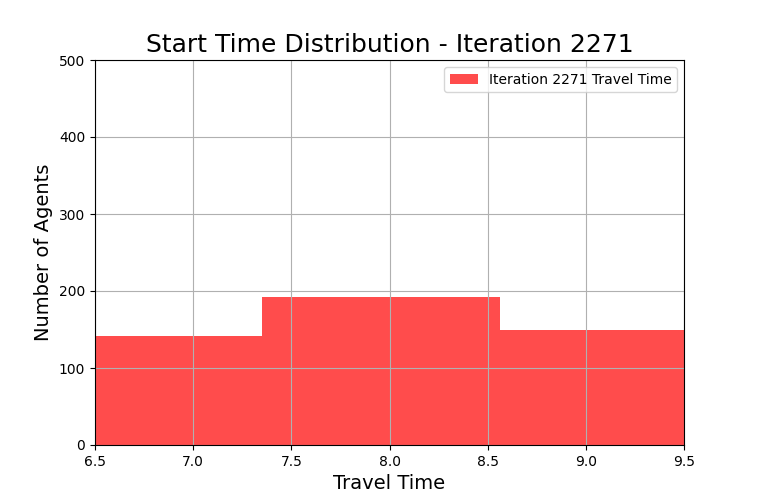 Start Time Distribution - Iteration 2271
Iteration 2271 Travel Time
Number of Agents
500
400
300
200
100
0
6.5 7.0 7.5 8.0 8.5 9.0 9.5
Travel Time